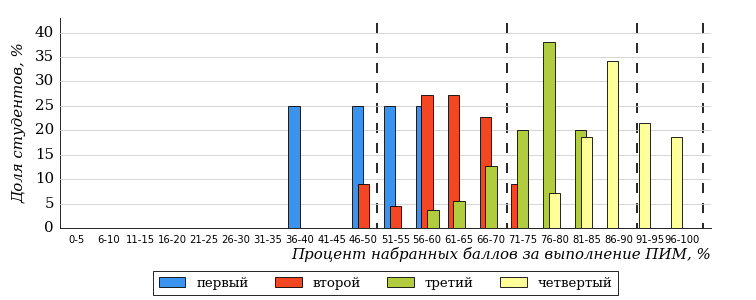 Доля студентов, %
40
35
30
25
20
15
10
5
0
0-5 6-10 11-15 16-20 21-25 26-30 31-35 36-40 41-45 46-50 51-55 56-60 61-65 66-70 71-75 76-80 81-85 86-90 91-95 96-100
Процент набранных баллов за выполнение ПИМ, %
первый второй третий четвертый